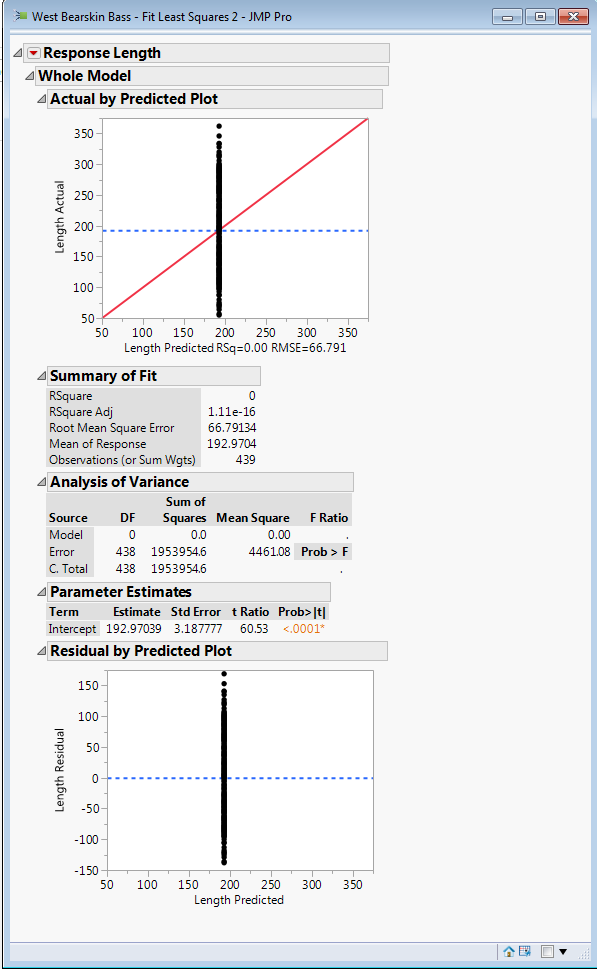 West Bearskin Bass - Fit Least Squares 2 - JMP Pro
Response Length
Whole Model
Actual by Predicted Plot
350
300
250
200
150
100
50
Length Actual
50 100 150 200 250 300 350
Length Predicted RSq=0.00 RMSE=66.791
Summary of Fit
RSquare 0
RSquare Adj 1.11e-16
Root Mean Square Error 66.79134
Mean of Response 192.9704
Observations (or Sum Wgts) 439
Analysis of Variance
Sum of
Source DF Squares Mean Square F Ratio
Model 0 0.0 0.00 .
Error 438 1953954.6 4461.08 Prob > F
C. Total 438 1953954.6 .
Parameter Estimates
Term Estimate Std Error t Ratio Prob>|t|
Intercept 192.97039 3.187777 60.53 <.0001*
Residual by Predicted Plot
150
100
50
0
-50
-100
-150
Length Residual
50 100 150 200 250 300 350
Length Predicted